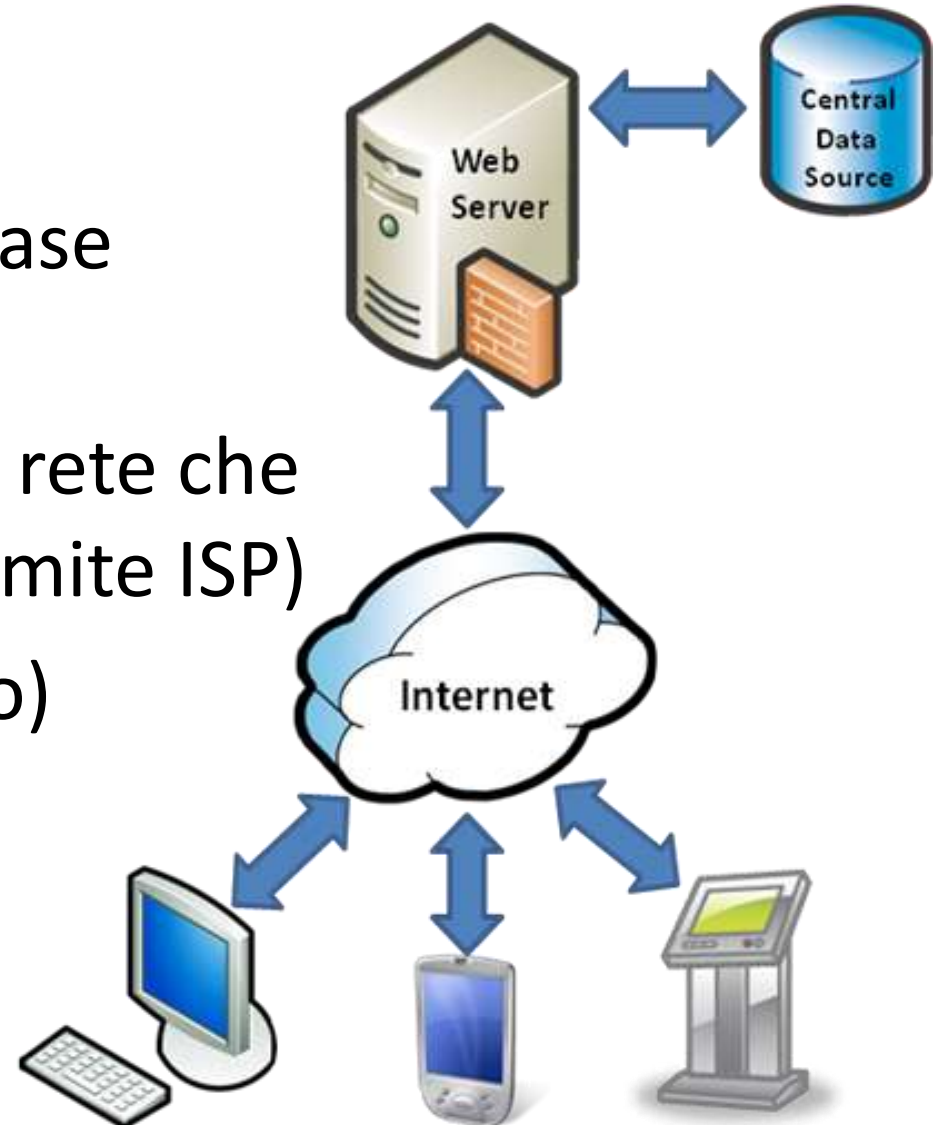 Central
Data
Source
Web
Server
ase
rete che
mite ISP)
o)
Internet